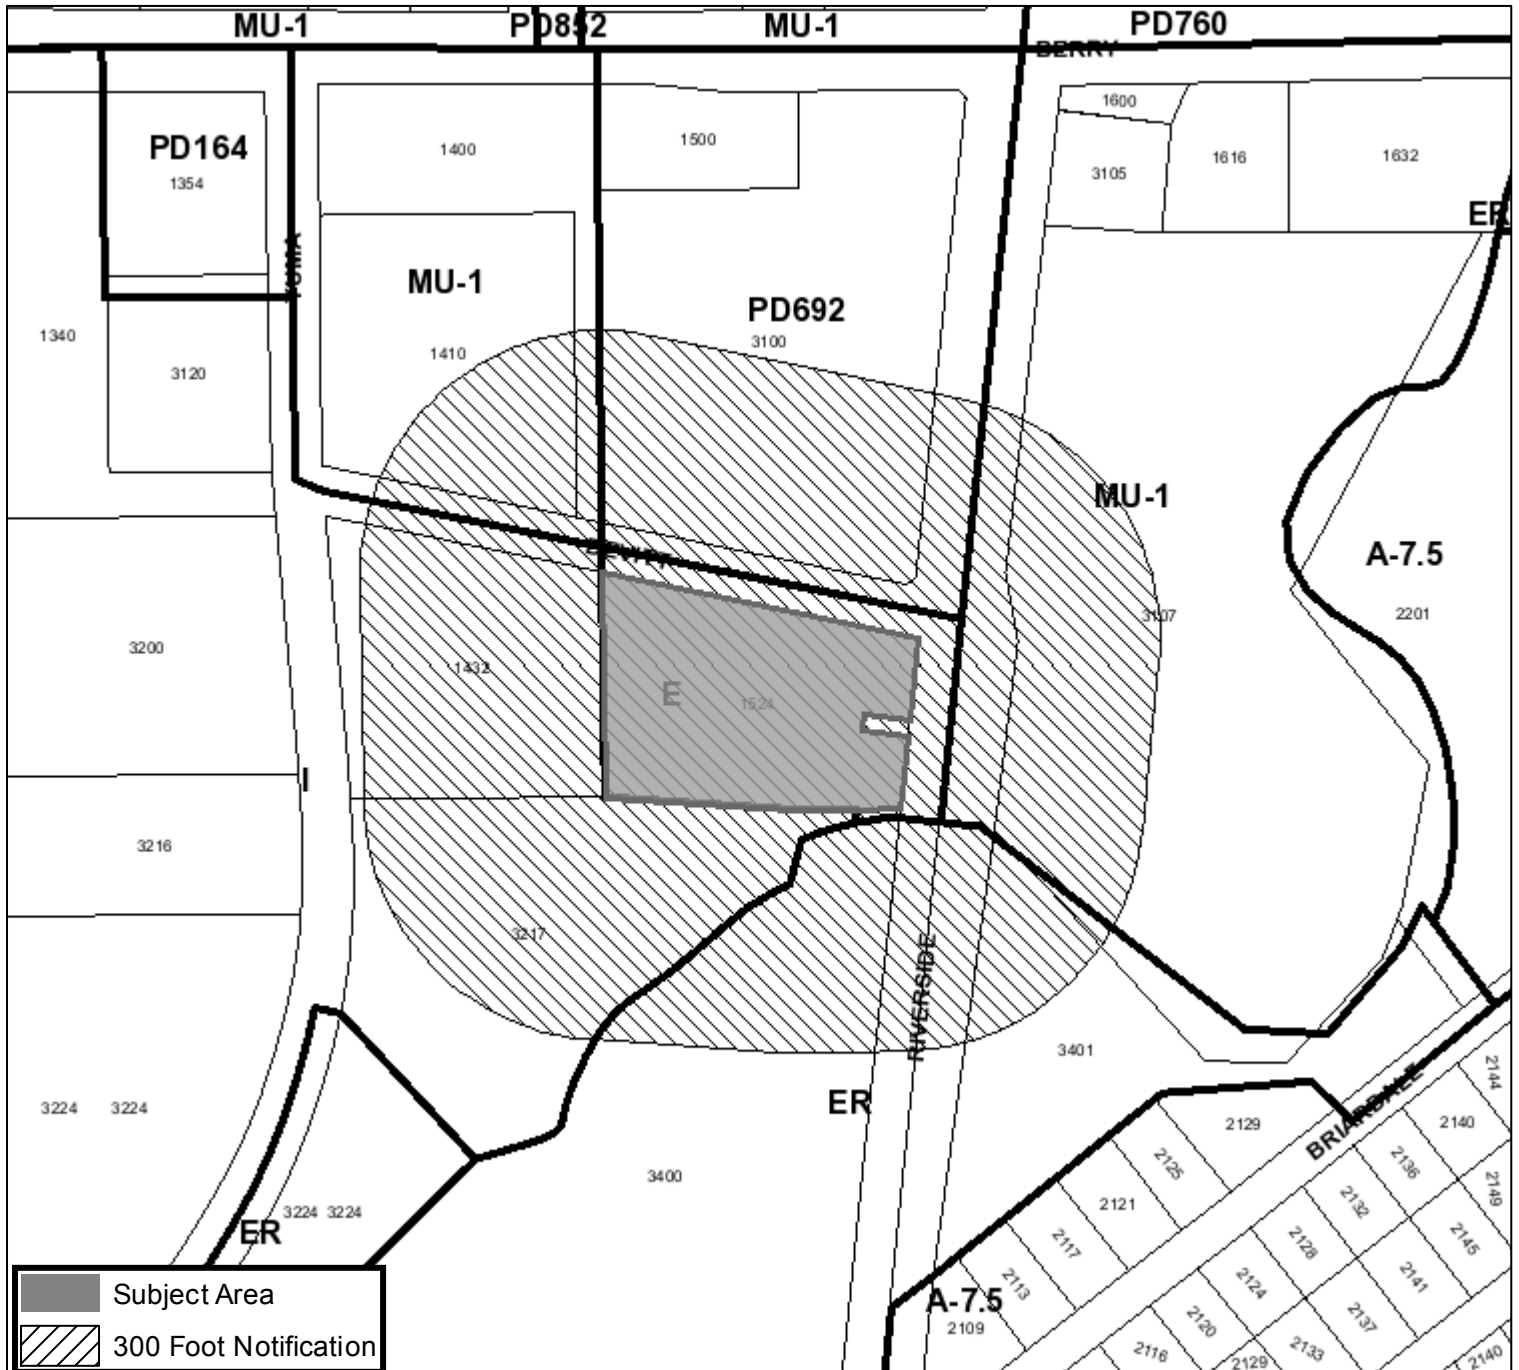 MU-1 PD852 MU-1 PD760
BERRY
1600
PD164
1354
1400
1500
3105
1616
1632
ER
YUMA
MU-1
PD692
3100
1340
1410
3120
MU-1
DEWITT
A-7.5
2201
3107
3200
1432
E
1524
I
3216
3217
RIVERSIDE
3401
ER
3224 3224
3400
BRIARDALE
2144
2140
2129
2136
2125
2149
2132
2121
2145
2128
2117
2141
2124
2113
2137
2120
A-7.5
2109
2133
2116
2129
2140
3224 3224
ER
Subject Area
300 Foot Notification